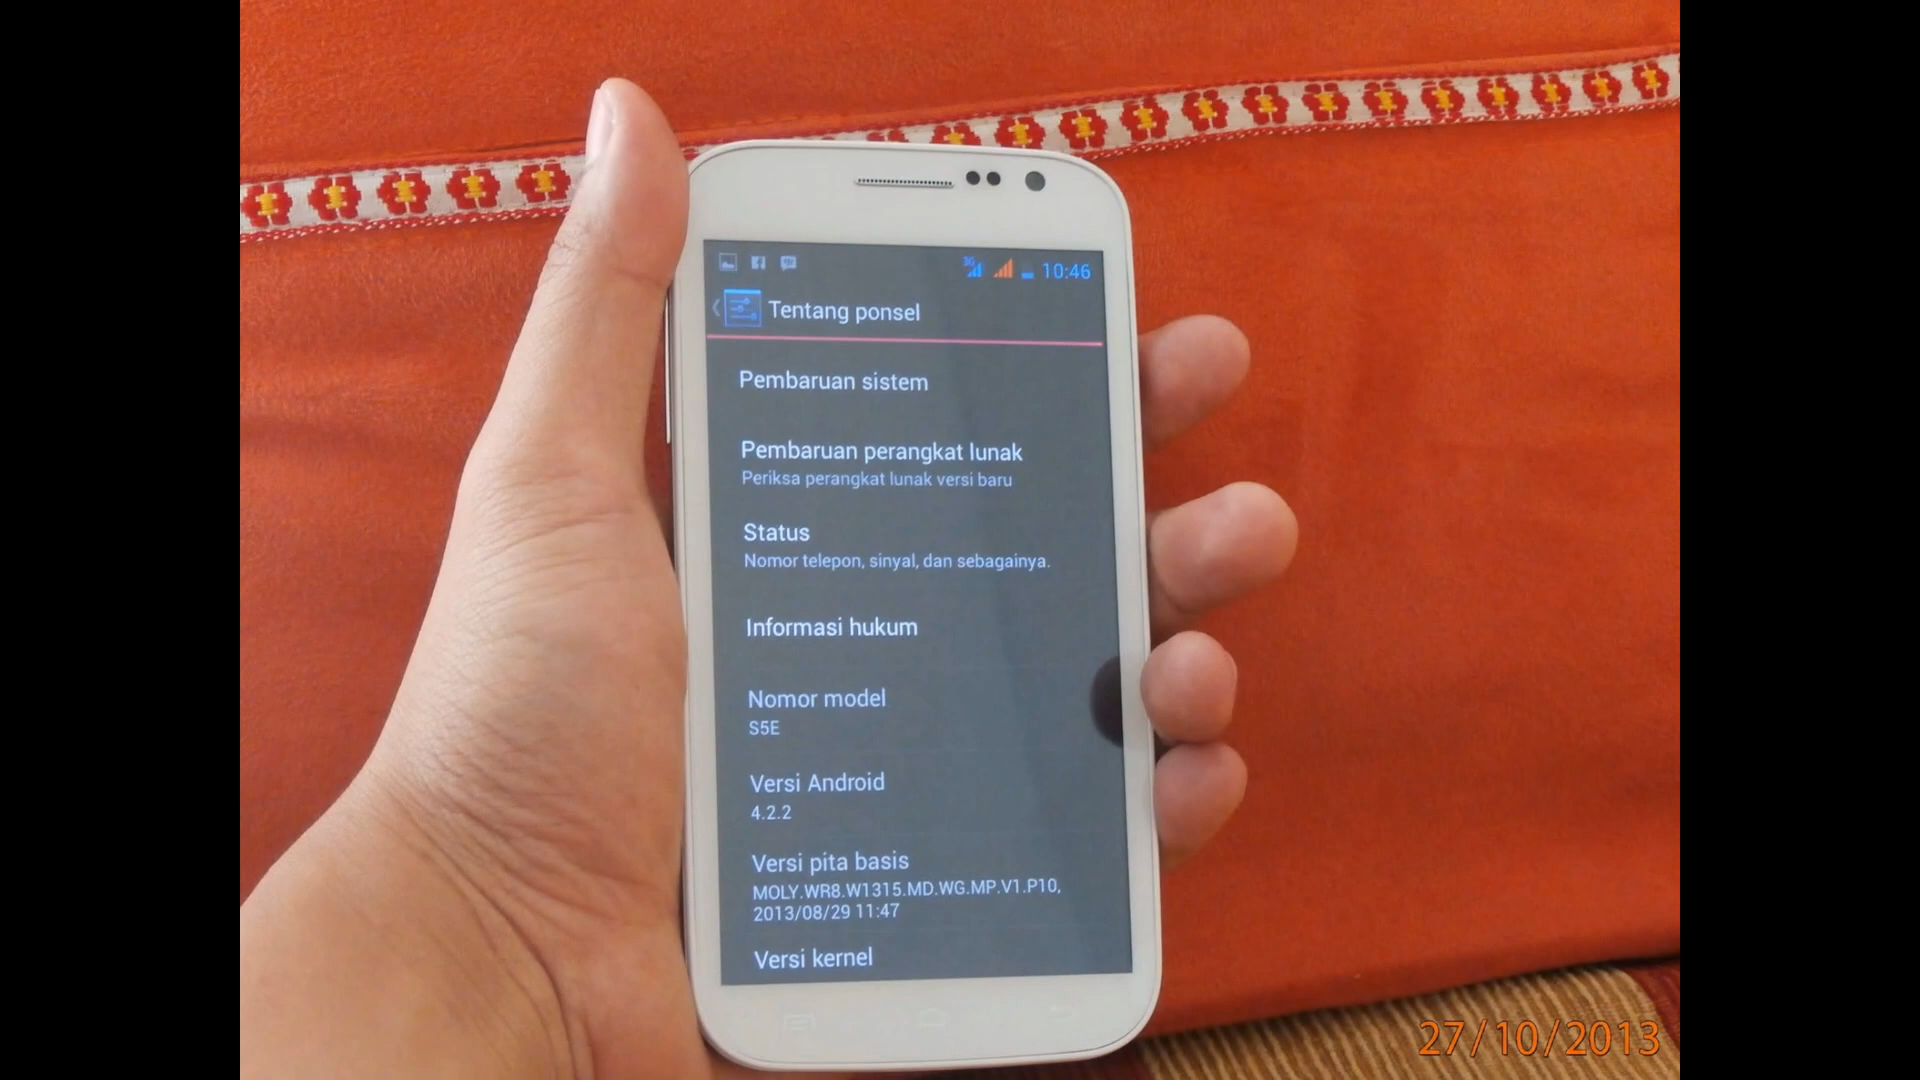 3G 10:46
Tentang ponsel
Pembaruan sistem
Pembaruan perangkat lunak
Periksa perangkat lunak versi baru
Status
Nomor telepon, sinyal, dan sebagainya.
Informasi hukum
Nomor model
S5E
Versi Android
4.2.2
Versi pita basis
MOLY.WR8.W1315.MD.WG.MP.V1.P10,
2013/08/29 11:47
Versi kernel
27/10/2013